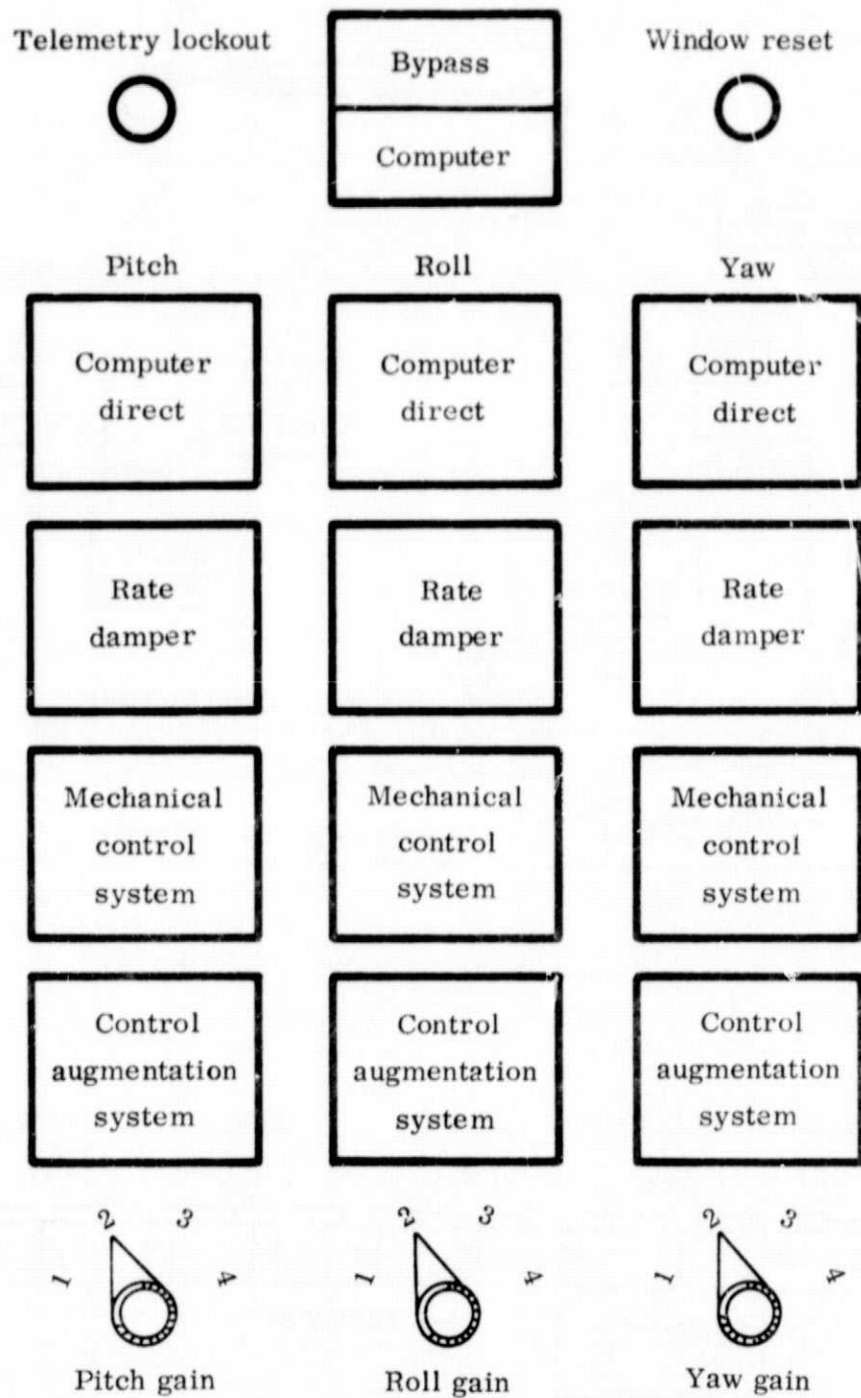 Telemetry lockout
Bypass
Computer
Window reset
Pitch
Roll
Yaw
Computer
direct
Computer
direct
Computer
direct
Rate
damper
Rate
damper
Rate
damper
Mechanical
control
system
Mechanical
control
system
Mechanical
control
system
Control
augmentation
system
Control
augmentation
system
Control
augmentation
system
1 2 3 4
Pitch gain
1 2 3 4
Roll gain
1 2 3 4
Yaw gain